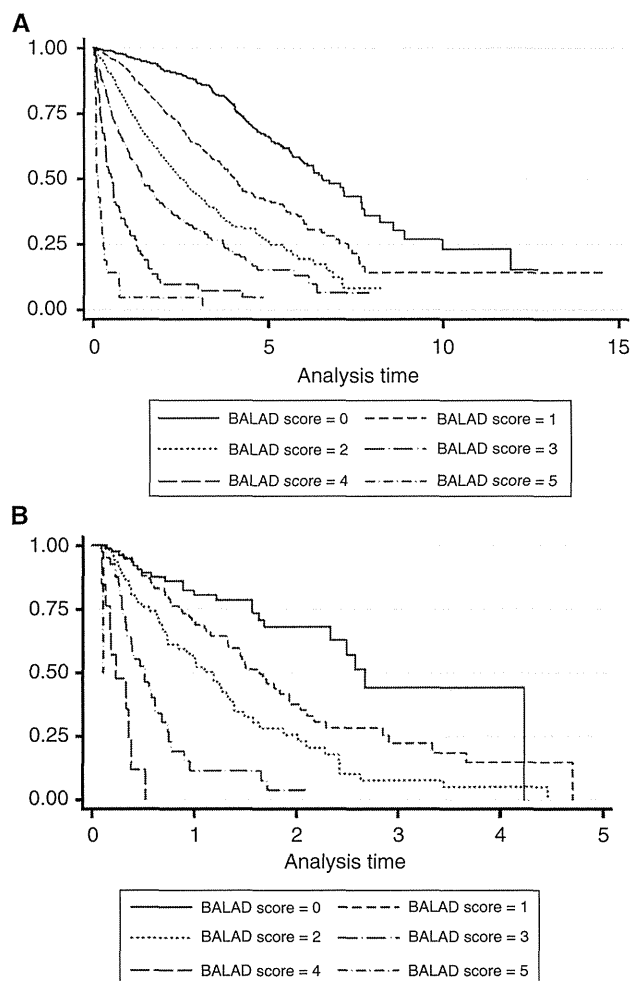 A
1.00
0.75
0.50
0.25
0.00
0 5 10 15
Analysis time
BALAD score = 0 BALAD score = 1
BALAD score = 2 BALAD score = 3
BALAD score = 4 BALAD score = 5
B
1.00
0.75
0.50
0.25
0.00
0 1 2 3 4 5
Analysis time
BALAD score = 0 BALAD score = 1
BALAD score = 2 BALAD score = 3
BALAD score = 4 BALAD score = 5